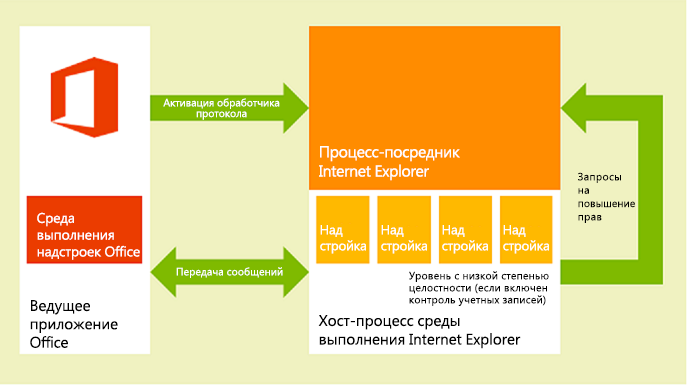 Активация обработчика
протокола
Процесс-посредник
Internet Explorer
Запросы
на
повышение
прав
Среда
выполнения
надстроек Office
Над
стройка
Над
стройка
Над
стройка
Над
стройка
Передача сообщений
Уровень с низкой степенью
целостности (если включен
контроль учетных записей)
Ведущее
приложение
Office
Хост-процесс среды
выполнения Internet Explorer